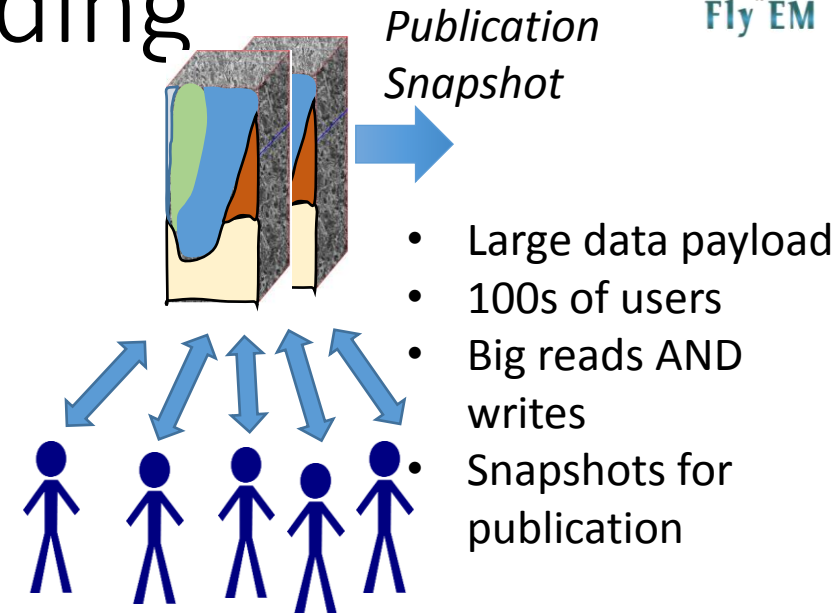 ding
Publication
Snapshot
Fly EM
• Large data payload
• 100s of users
• Big reads AND
writes
• Snapshots for
publication